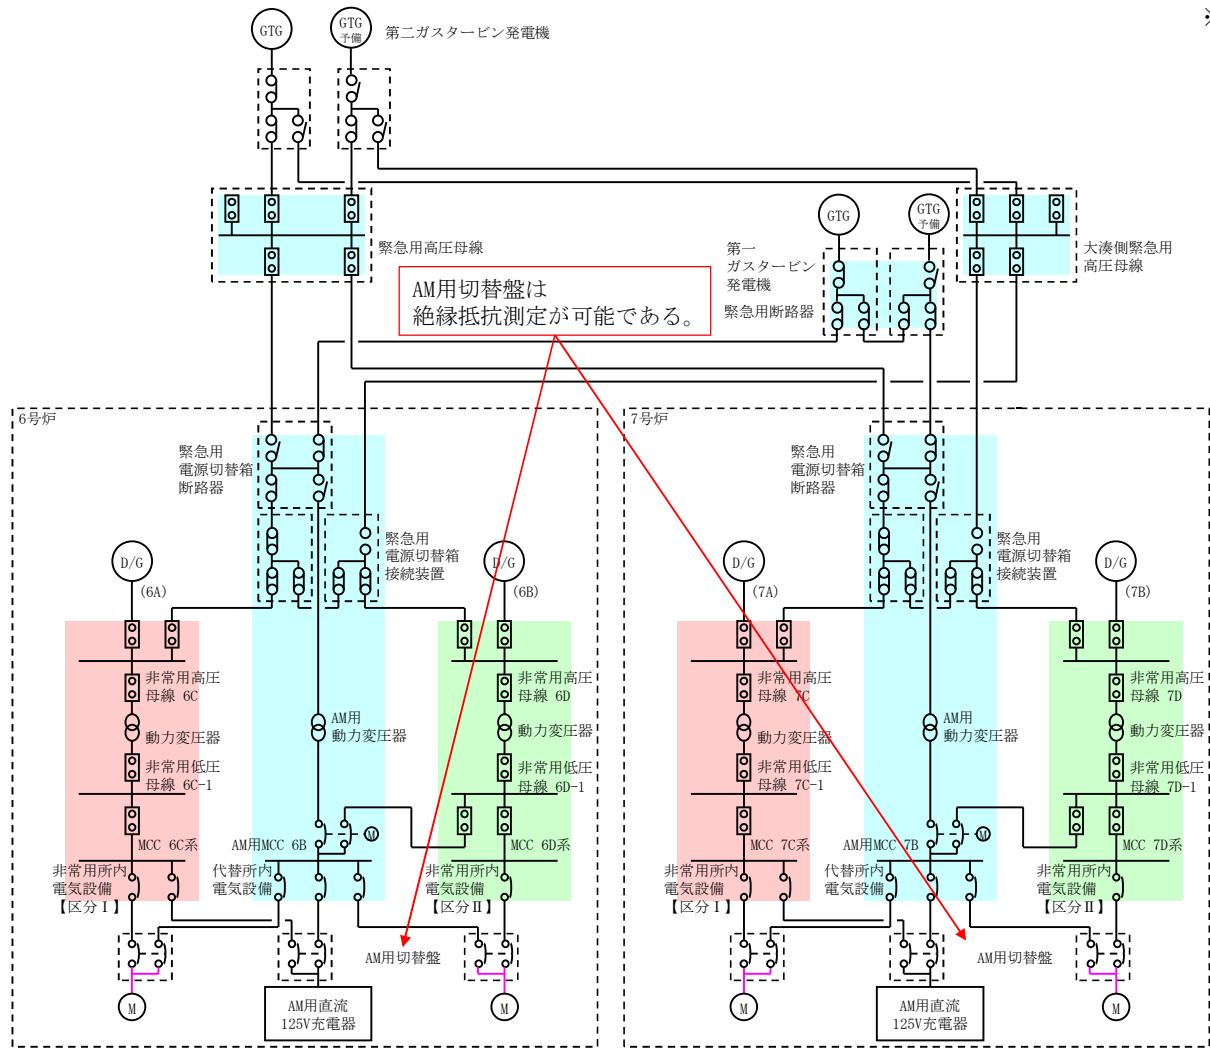 GTG
GTG
予備
第二ガスタービン発電機
緊急用高圧母線
GTG
GTG
予備
第一
ガスタービン
発電機
緊急用断路器
大湊側緊急用
高圧母線
AM用切替盤は
絶縁抵抗測定が可能である。
6号炉
緊急用
電源切替箱
断路器
緊急用
電源切替箱
接続装置
D/G
(6A)
D/G
(6B)
非常用高圧
母線 6C
動力変圧器
非常用低圧
母線 6C-1
MCC 6C系
非常用所内
電気設備
【区分Ⅰ】
AM用
動力変圧器
AM用MCC 6B
M
代替所内
電気設備
非常用高圧
母線 6D
動力変圧器
非常用低圧
母線 6D-1
MCC 6D系
非常用所内
電気設備
【区分Ⅱ】
AM用切替盤
M
AM用直流
125V充電器
M
7号炉
緊急用
電源切替箱
断路器
緊急用
電源切替箱
接続装置
D/G
(7A)
D/G
(7B)
非常用高圧
母線 7C
動力変圧器
非常用低圧
母線 7C-1
MCC 7C系
非常用所内
電気設備
【区分Ⅰ】
AM用
動力変圧器
AM用MCC 7B
M
代替所内
電気設備
非常用高圧
母線 7D
動力変圧器
非常用低圧
母線 7D-1
MCC 7D系
非常用所内
電気設備
【区分Ⅱ】
AM用切替盤
M
AM用直流
125V充電器
M